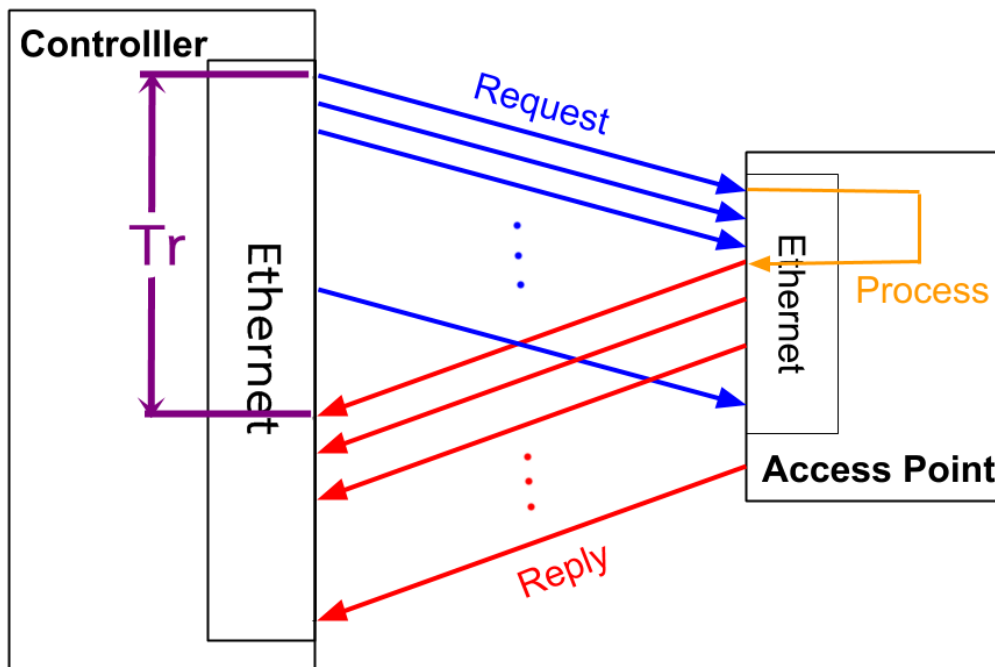 Controlller
Request
Tr
Ethernet
Ethernet
Process
Access Point
Reply